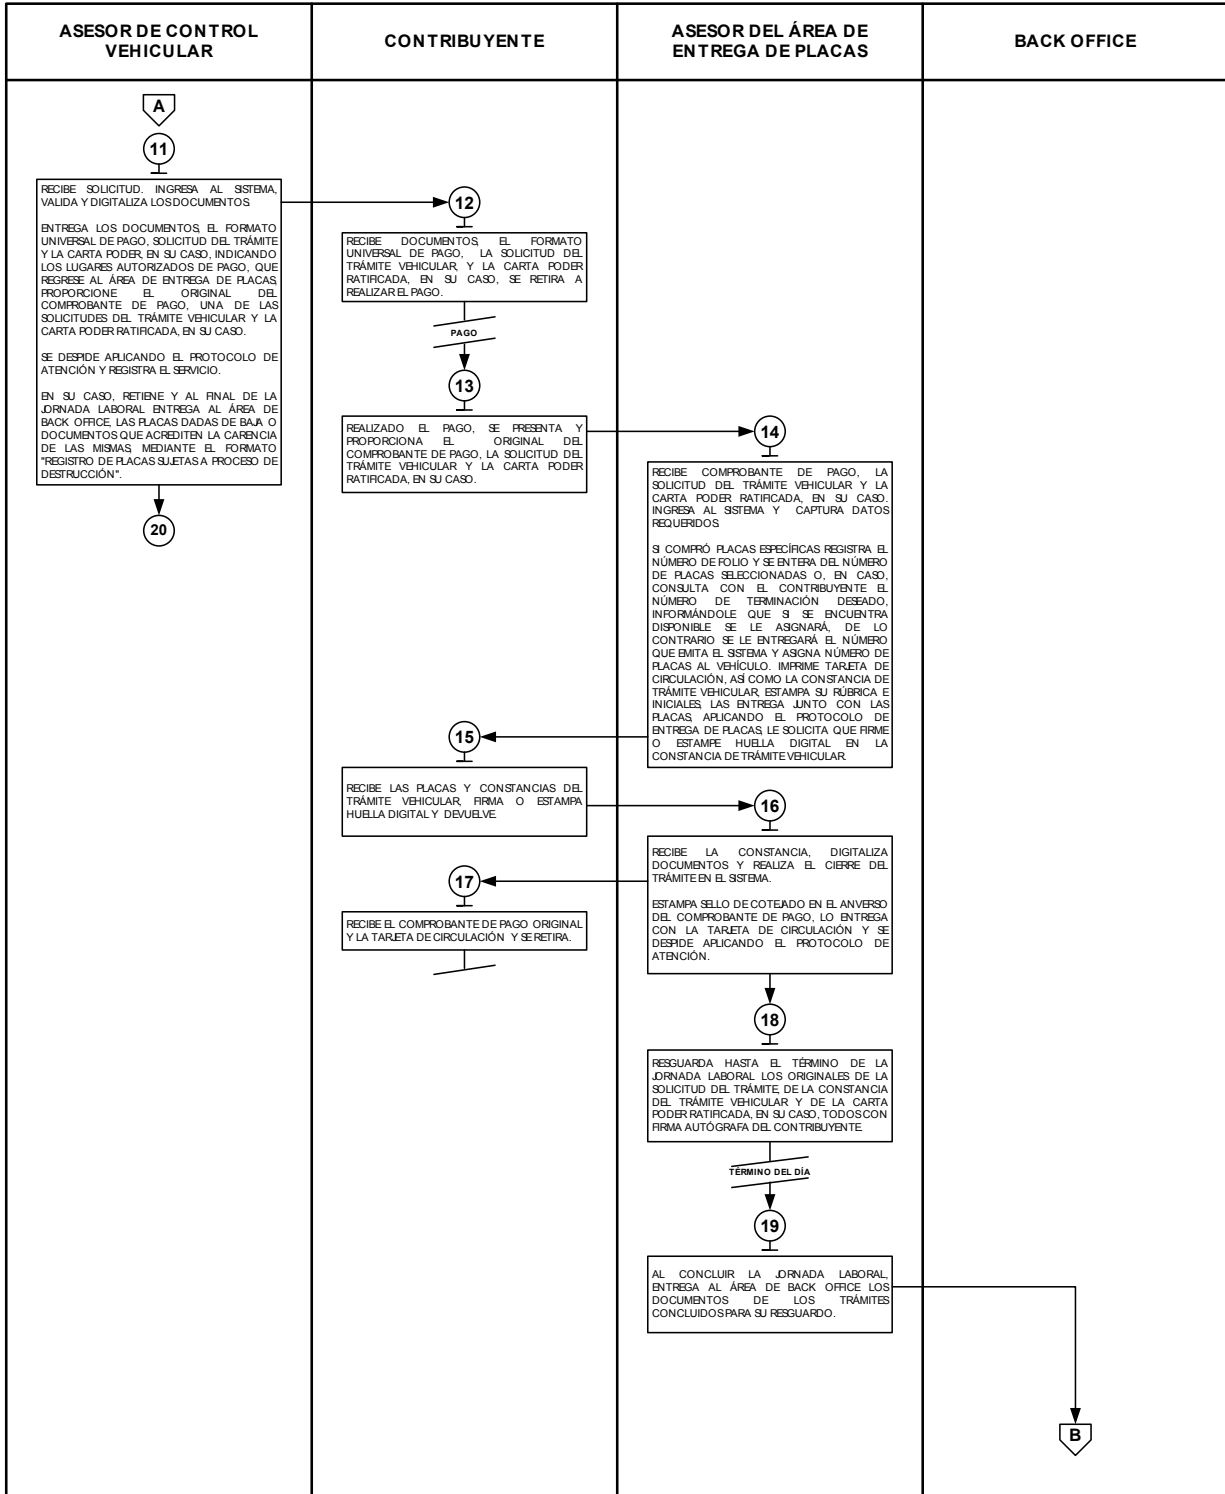 ASESOR DE CONTROL
VEHICULAR
CONTRIBUYENTE
ASESOR DEL ÁREA DE
ENTREGA DE PLACAS
BACK OFFICE
A
11
RECIBE SOLICITUD. INGRESA AL SISTEMA,
VALIDA Y DIGITALIZA LOS DOCUMENTOS.
ENTREGA LOS DOCUMENTOS, EL FORMATO
UNIVERSAL DE PAGO, SOLICITUD DEL TRÁMITE
Y LA CARTA PODER, EN SU CASO, INDICANDO
LOS LUGARES AUTORIZADOS DE PAGO, QUE
REGRESE AL ÁREA DE ENTREGA DE PLACAS,
PROPORCIONE EL ORIGINAL DEL
COMPROBANTE DE PAGO, UNA DE LAS
SOLICITUDES DEL TRÁMITE VEHICULAR Y LA
CARTA PODER RATIFICADA, EN SU CASO.
SE DESPIDE APLICANDO EL PROTOCOLO DE
ATENCIÓN Y REGISTRA EL SERVICIO.
EN SU CASO, RETIENE Y AL FINAL DE LA
JORNADA LABORAL ENTREGA AL ÁREA DE
BACK OFFICE, LAS PLACAS DADAS DE BAJA O
DOCUMENTOS QUE ACREDITEN LA CARENCIA
DE LAS MISMAS, MEDIANTE EL FORMATO
"REGISTRO DE PLACAS SUJETAS A PROCESO DE
DESTRUCCIÓN".
20
12
RECIBE DOCUMENTOS, EL FORMATO
UNIVERSAL DE PAGO, LA SOLICITUD DEL
TRÁMITE VEHICULAR, Y LA CARTA PODER
RATIFICADA, EN SU CASO, SE RETIRA A
REALIZAR EL PAGO.
PAGO
13
REALIZADO EL PAGO, SE PRESENTA Y
PROPORCIONA EL ORIGINAL DEL
COMPROBANTE DE PAGO, LA SOLICITUD DEL
TRÁMITE VEHICULAR Y LA CARTA PODER
RATIFICADA, EN SU CASO.
14
RECIBE COMPROBANTE DE PAGO, LA
SOLICITUD DEL TRÁMITE VEHICULAR Y LA
CARTA PODER RATIFICADA, EN SU CASO.
INGRESA AL SISTEMA Y CAPTURA DATOS
REQUERIDOS.
SI COMPRÓ PLACAS ESPECÍFICAS REGISTRA EL
NÚMERO DE FOLIO Y SE ENTERA DEL NÚMERO
DE PLACAS SELECCIONADAS O, EN CASO,
CONSULTA CON EL CONTRIBUYENTE EL
NÚMERO DE TERMINACIÓN DESEADO,
INFORMÁNDOLE QUE SI SE ENCUENTRA
DISPONIBLE SE LE ASIGNARÁ, DE LO
CONTRARIO SE LE ENTREGARÁ EL NÚMERO
QUE EMITA EL SISTEMA Y ASIGNA NÚMERO DE
PLACAS AL VEHÍCULO. IMPRIME TARJETA DE
CIRCULACIÓN, ASÍ COMO LA CONSTANCIA DE
TRÁMITE VEHICULAR, ESTAMPA SU RÚBRICA E
INICIALES, LAS ENTREGA JUNTO CON LAS
PLACAS, APLICANDO EL PROTOCOLO DE
ENTREGA DE PLACAS, LE SOLICITA QUE FIRME
O ESTAMPE HUELLA DIGITAL EN LA
CONSTANCIA DE TRÁMITE VEHICULAR.
15
RECIBE LAS PLACAS Y CONSTANCIAS DEL
TRÁMITE VEHICULAR, FIRMA O ESTAMPA
HUELLA DIGITAL Y DEVUELVE.
16
RECIBE LA CONSTANCIA, DIGITALIZA
DOCUMENTOS Y REALIZA EL CIERRE DEL
TRÁMITE EN EL SISTEMA.
ESTAMPA SELLO DE COTEJADO EN EL ANVERSO
DEL COMPROBANTE DE PAGO, LO ENTREGA
CON LA TARJETA DE CIRCULACIÓN Y SE
DESPIDE APLICANDO EL PROTOCOLO DE
ATENCIÓN.
17
RECIBE EL COMPROBANTE DE PAGO ORIGINAL
Y LA TARJETA DE CIRCULACIÓN Y SE RETIRA.
18
RESGUARDA HASTA EL TÉRMINO DE LA
JORNADA LABORAL LOS ORIGINALES DE LA
SOLICITUD DEL TRÁMITE, DE LA CONSTANCIA
DEL TRÁMITE VEHICULAR Y DE LA CARTA
PODER RATIFICADA, EN SU CASO, TODOS CON
FIRMA AUTÓGRAFA DEL CONTRIBUYENTE.
TÉRMINO DEL DÍA
19
AL CONCLUIR LA JORNADA LABORAL,
ENTREGA AL ÁREA DE BACK OFFICE LOS
DOCUMENTOS DE LOS TRÁMITES
CONCLUIDOS PARA SU RESGUARDO.
B